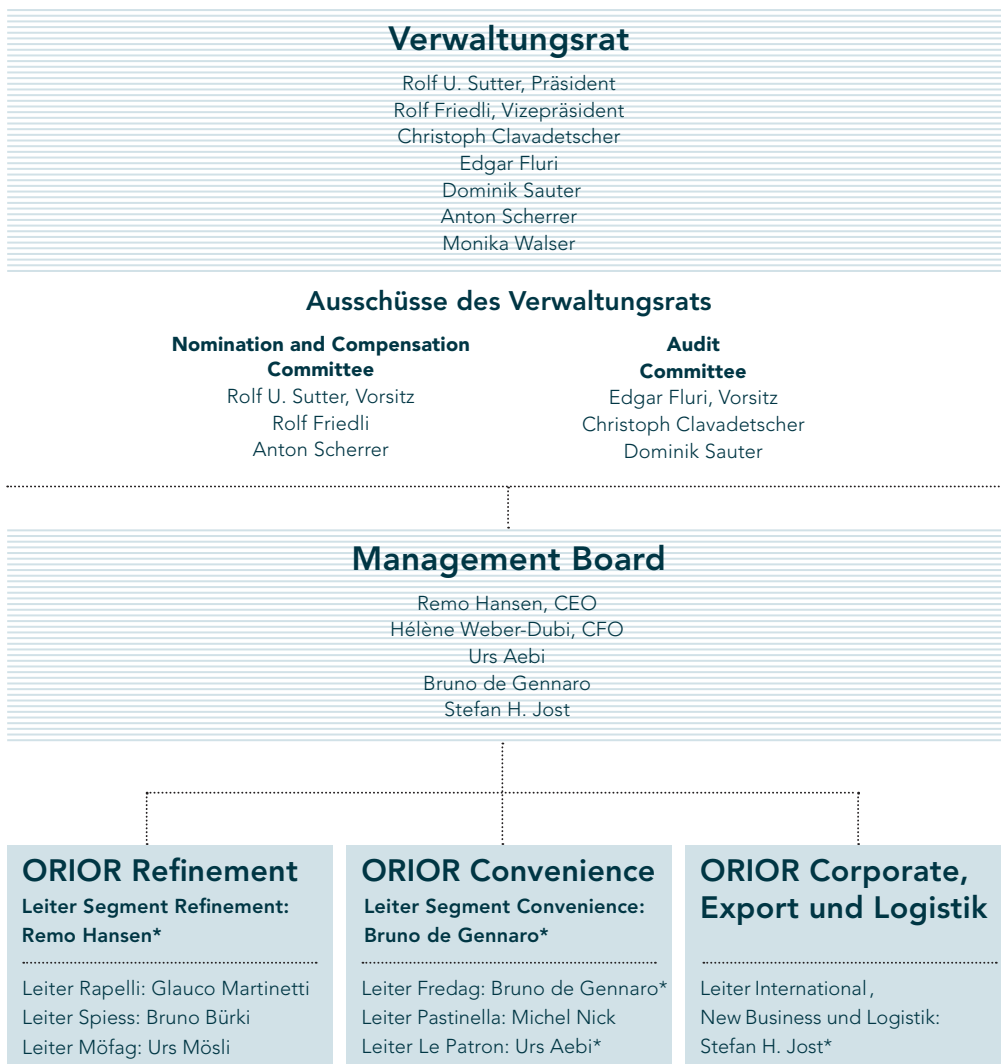 Verwaltungsrat
Rolf U. Sutter, Präsident
Rolf Friedli, Vizepräsident
Christoph Clavadetscher
Edgar Fluri
Dominik Sauter
Anton Scherrer
Monika Walser
Ausschüsse des Verwaltungsrats
Nomination and Compensation
Committee
Rolf U. Sutter, Vorsitz
Rolf Friedli
Anton Scherrer
Audit
Committee
Edgar Fluri, Vorsitz
Christoph Clavadetscher
Dominik Sauter
Management Board
Remo Hansen, CEO
Hélène Weber-Dubi, CFO
Urs Aebi
Bruno de Gennaro
Stefan H. Jost
ORIOR Refinement
Leiter Segment Refinement:
Remo Hansen*
Leiter Rapelli: Glauco Martinetti
Leiter Spiess: Bruno Bürki
Leiter Möfag: Urs Mösli
ORIOR Convenience
Leiter Segment Convenience:
Bruno de Gennaro*
Leiter Fredag: Bruno de Gennaro*
Leiter Pastinella: Michel Nick
Leiter Le Patron: Urs Aebi*
ORIOR Corporate,
Export und Logistik
Leiter International,
New Business und Logistik:
Stefan H. Jost*